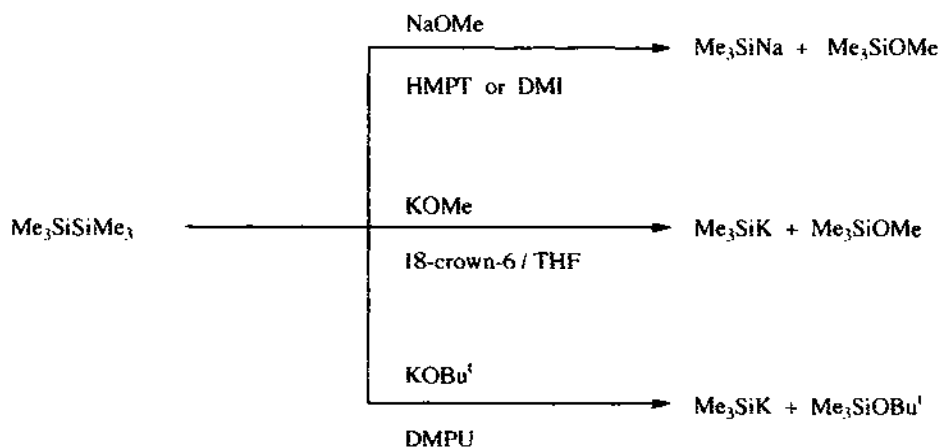 NaOMe
Me₃SiNa + Me₃SiOMe
HMPT or DMI
KOMe
Me₃SiSiMe₃
Me₃SiK + Me₃SiOMe
18-crown-6 / THF
KOBuᵗ
Me₃SiK + Me₃SiOBuᵗ
DMPU